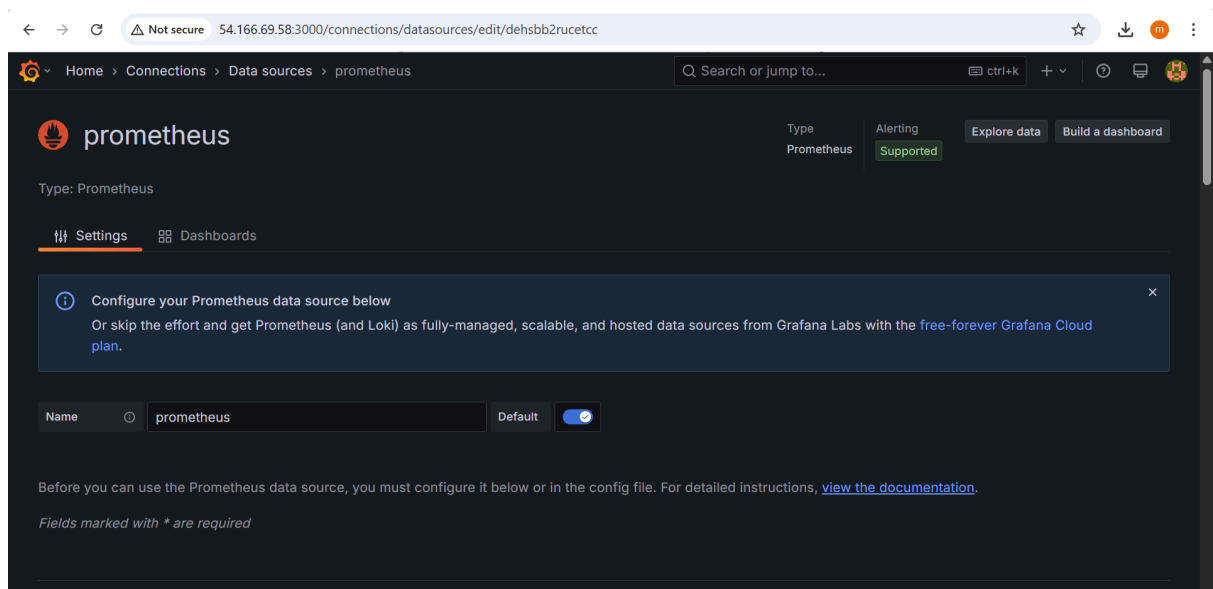 Not secure 54.166.69.58:3000/connections/datasources/edit/dehsbb2rucetcc
m
Home › Connections › Data sources › prometheus
Search or jump to...
ctrl+k
prometheus
Type
Prometheus
Alerting
Supported
Explore data
Build a dashboard
Type: Prometheus
Settings
Dashboards
Configure your Prometheus data source below
Or skip the effort and get Prometheus (and Loki) as fully-managed, scalable, and hosted data sources from Grafana Labs with the free-forever Grafana Cloud
plan.
Name
prometheus
Default
Before you can use the Prometheus data source, you must configure it below or in the config file. For detailed instructions, view the documentation.
Fields marked with * are required